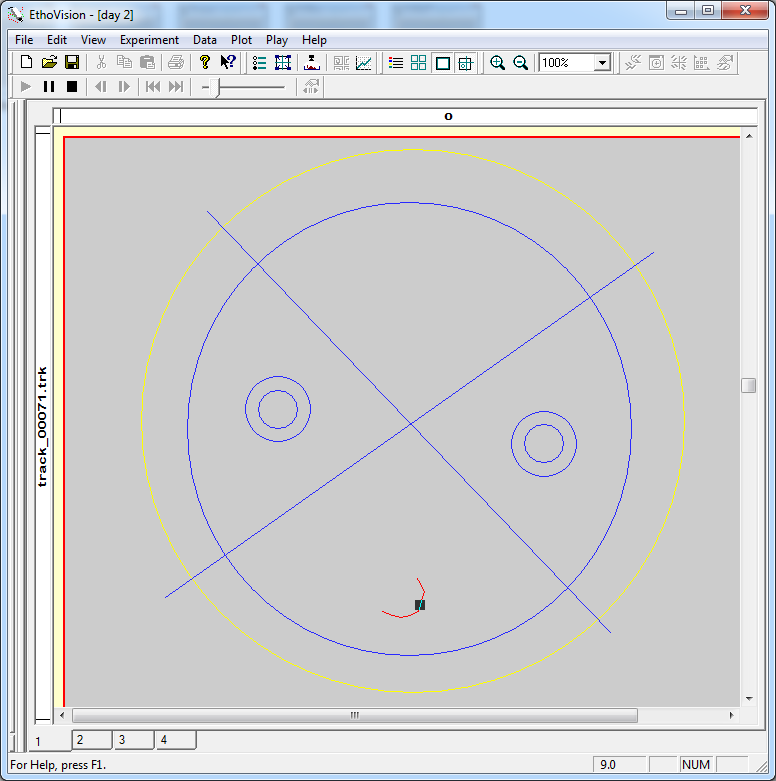 EthoVision - [day 2]
File Edit View Experiment Data Plot Play Help
100%
o
track_00071.trk
1 2 3 4
For Help, press F1. 9.0 NUM